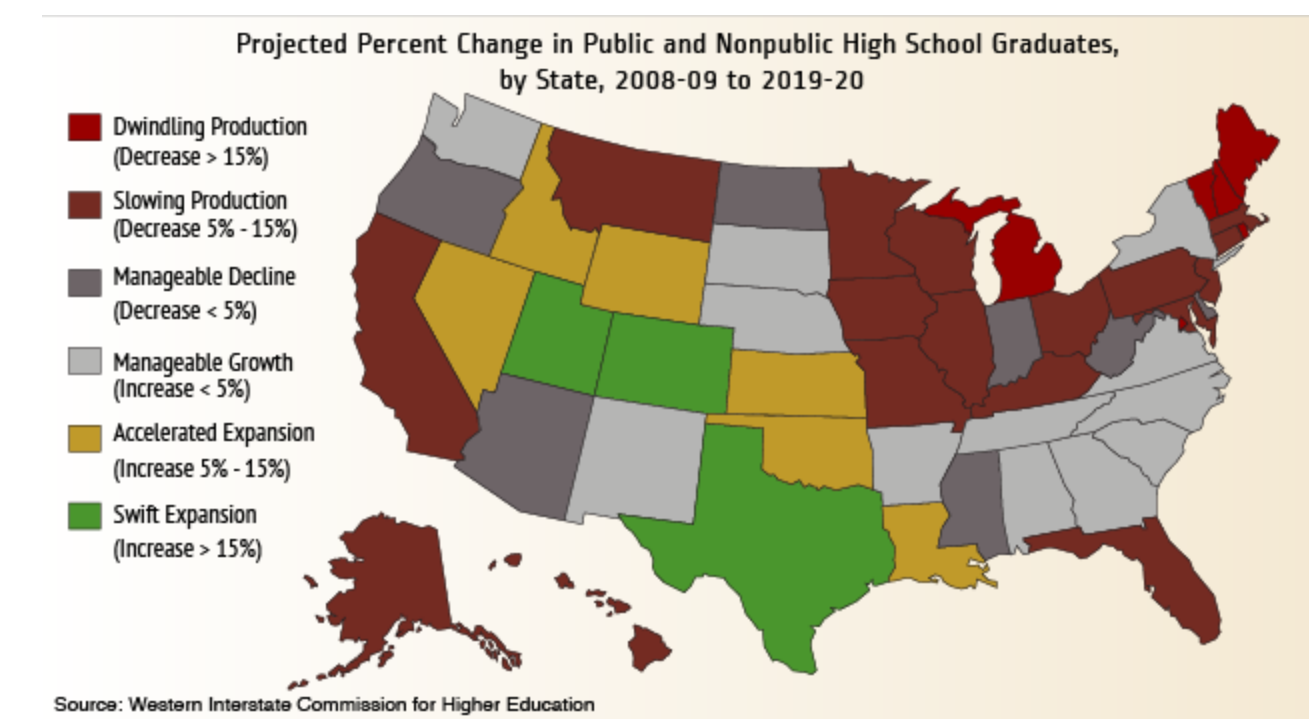 Projected Percent Change in Public and Nonpublic High School Graduates,
by State, 2008-09 to 2019-20
Dwindling Production
(Decrease > 15%)
Slowing Production
(Decrease 5% - 15%)
Manageable Decline
(Decrease < 5%)
Manageable Growth
(Increase < 5%)
Accelerated Expansion
(Increase 5% - 15%)
Swift Expansion
(Increase > 15%)
Source: Western Interstate Commission for Higher Education